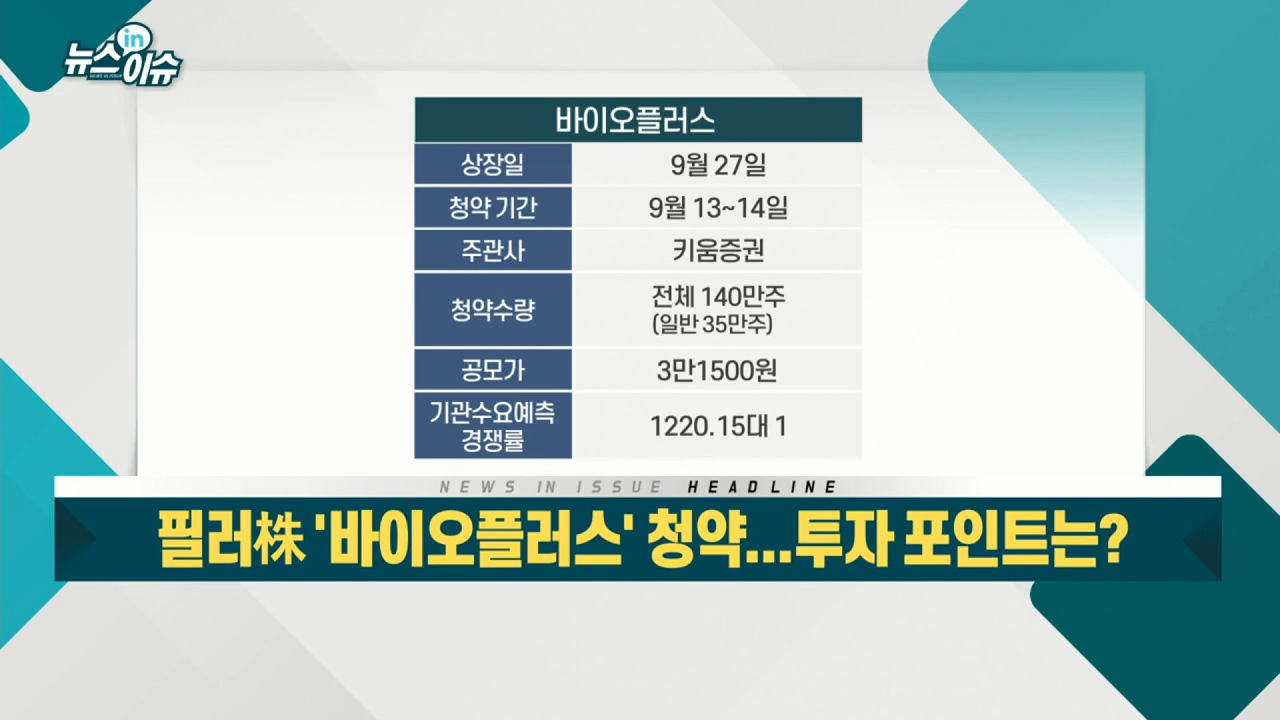 뉴스in이슈
NEWS IN ISSUE
바이오플러스
상장일 9월 27일
청약 기간 9월 13~14일
주관사 키움증권
청약수량 전체 140만주
(일반 35만주)
공모가 3만1500원
기관수요예측
경쟁률 1220.15대 1
NEWS IN ISSUE HEADLINE
필러株 '바이오플러스' 청약...투자 포인트는?